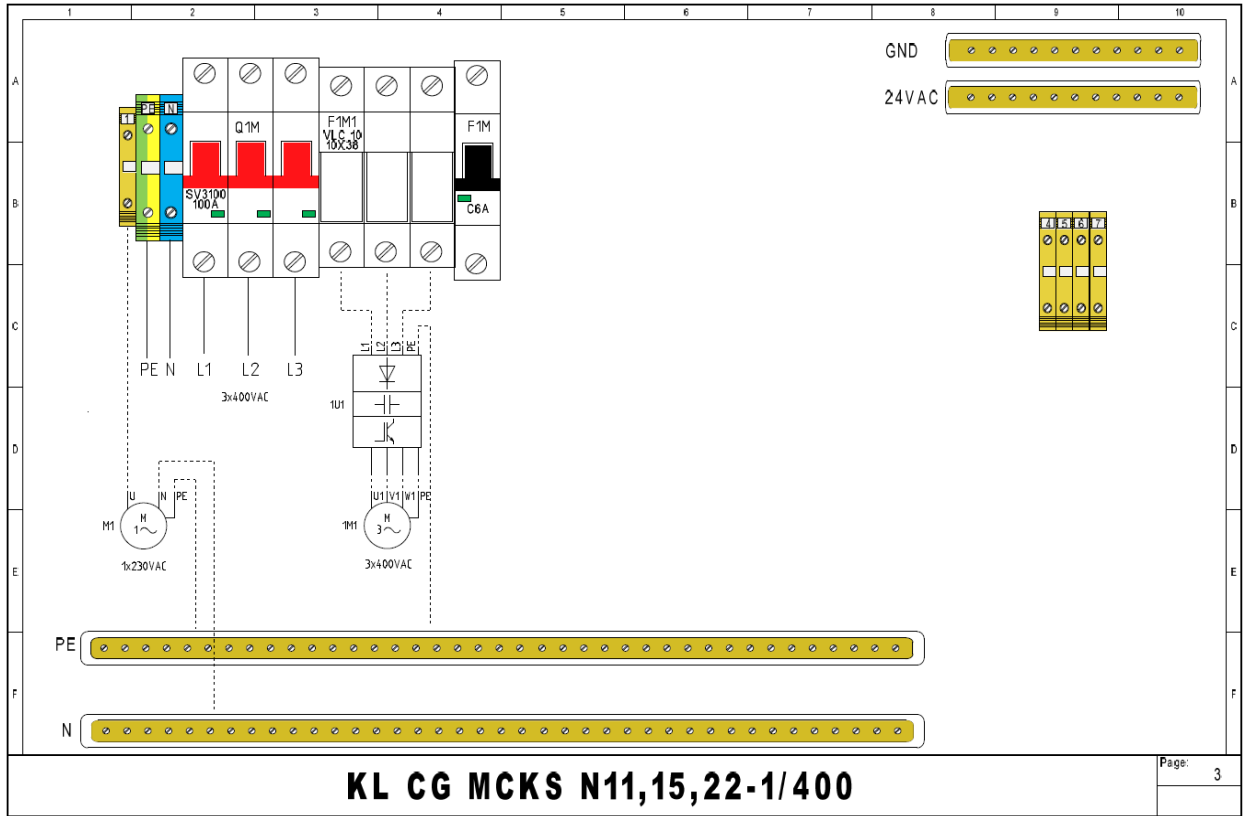 1 2 3 4 5 6 7 8 9 10
GND
24VAC
A A
1 PE N
Q1M
F1M1
VLC 10
10X38
F1M
SV3100
100A
C6A
B B
4 5 6 7
C C
L1 L2 L3 PE
PE N L1 L2 L3
3x400VAC
1U1
D D
U N PE
U1 V1 W1 PE
M1
M
1
1M1
M
3
1x230VAC
3x400VAC
E E
PE
F F
N
KL CG MCKS N11,15,22-1/400
Page:
3